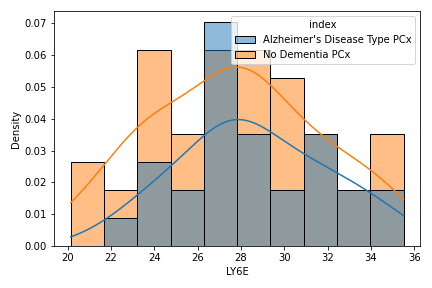 index
Alzheimer's Disease Type PCx
No Dementia PCx
0.07
0.06
0.05
0.04
0.03
0.02
0.01
0.00
Density
20 22 24 26 28 30 32 34 36
LY6E